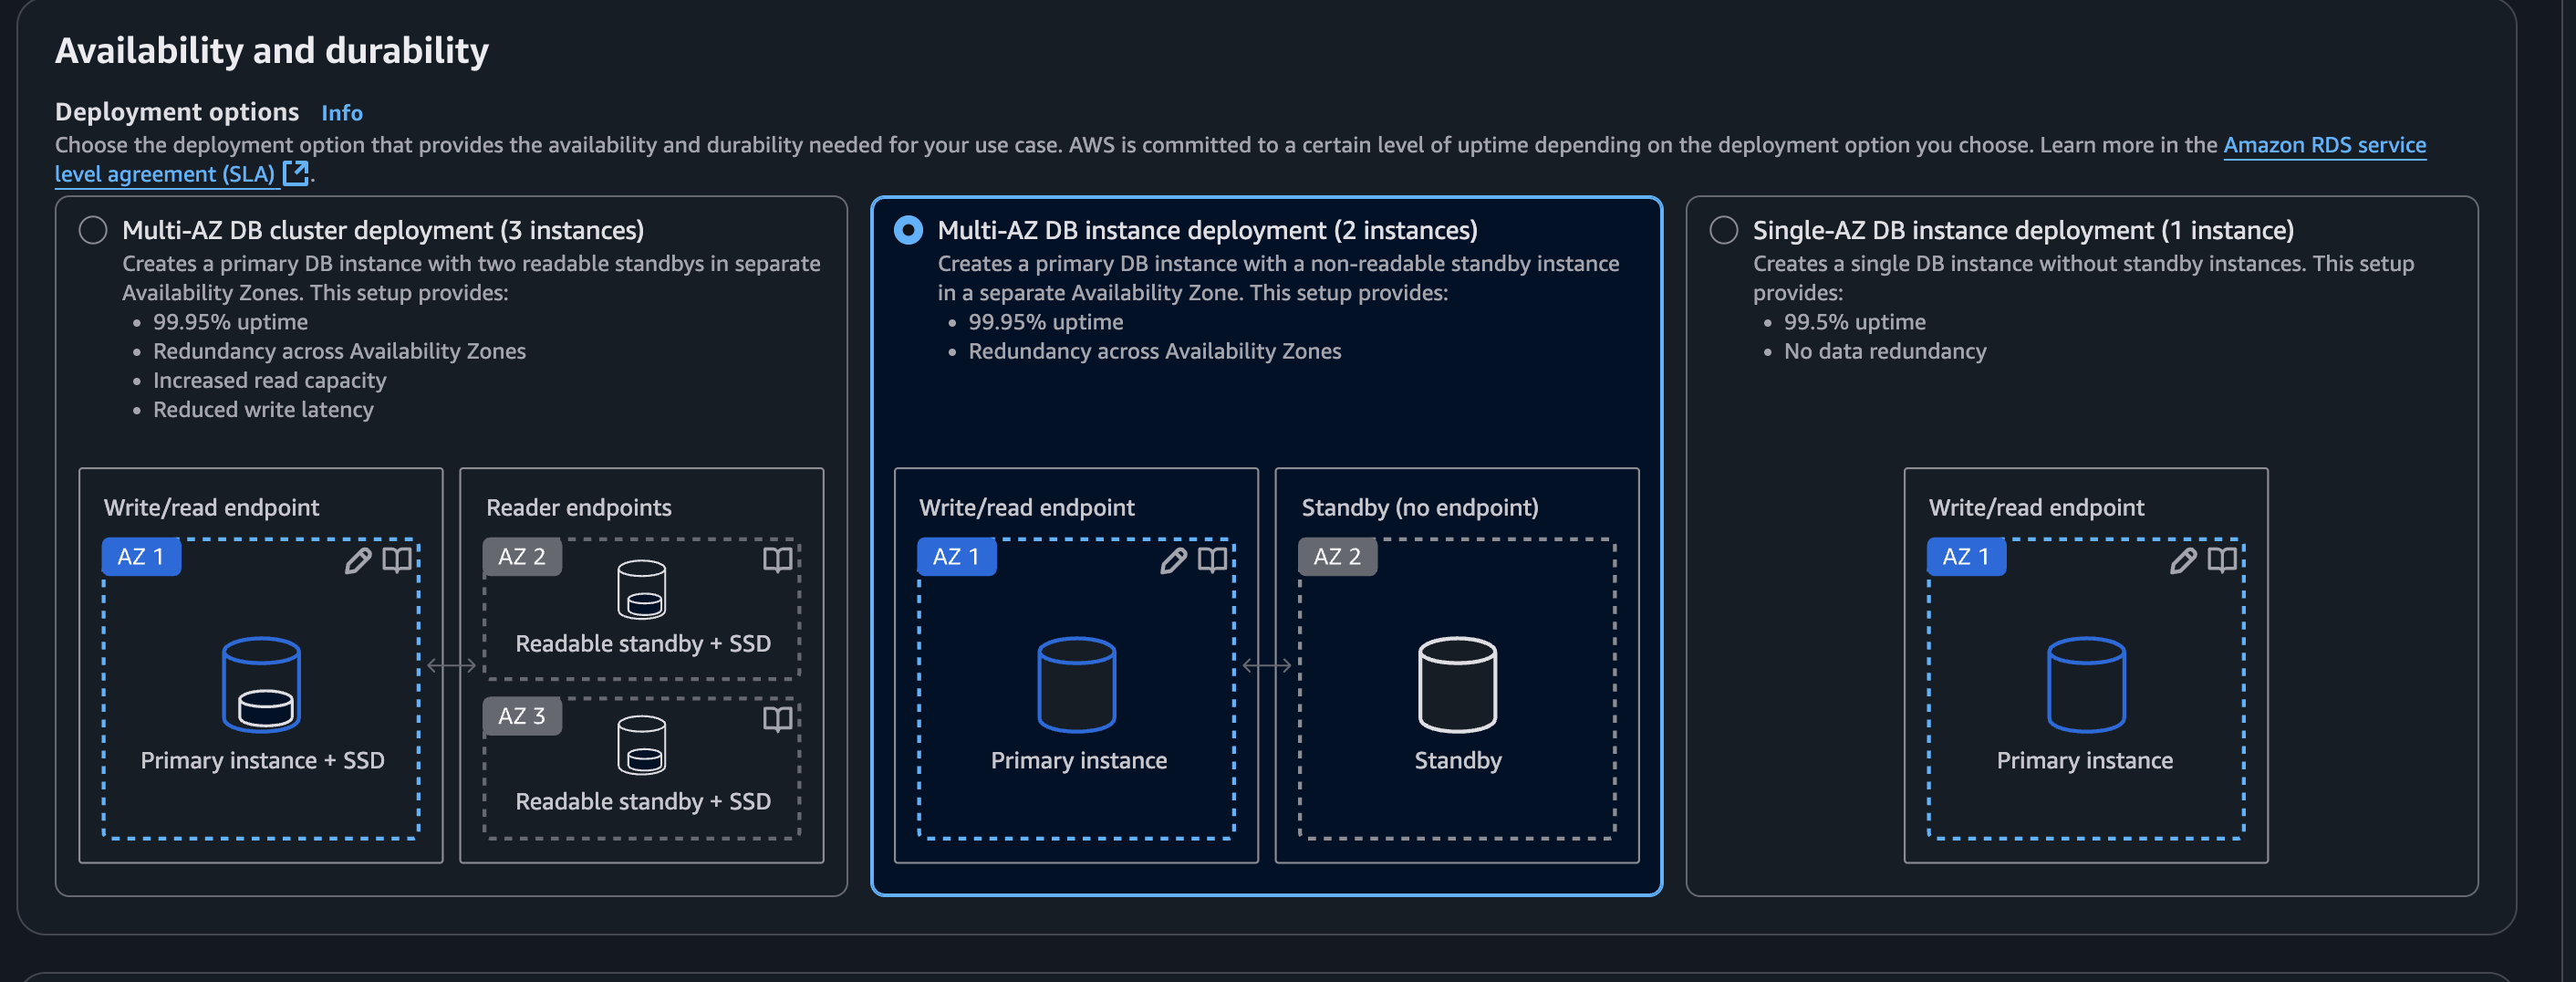 Availability and durability
Deployment options Info
Choose the deployment option that provides the availability and durability needed for your use case. AWS is committed to a certain level of uptime depending on the deployment option you choose. Learn more in the Amazon RDS service
level agreement (SLA).
Multi-AZ DB cluster deployment (3 instances)
Creates a primary DB instance with two readable standbys in separate
Availability Zones. This setup provides:
• 99.95% uptime
• Redundancy across Availability Zones
• Increased read capacity
• Reduced write latency
Write/read endpoint
AZ 1
Primary instance + SSD
Reader endpoints
AZ 2
Readable standby + SSD
AZ 3
Readable standby + SSD
Multi-AZ DB instance deployment (2 instances)
Creates a primary DB instance with a non-readable standby instance
in a separate Availability Zone. This setup provides:
• 99.95% uptime
• Redundancy across Availability Zones
Write/read endpoint
AZ 1
Primary instance
Standby (no endpoint)
AZ 2
Standby
Single-AZ DB instance deployment (1 instance)
Creates a single DB instance without standby instances. This setup
provides:
• 99.5% uptime
• No data redundancy
Write/read endpoint
AZ 1
Primary instance